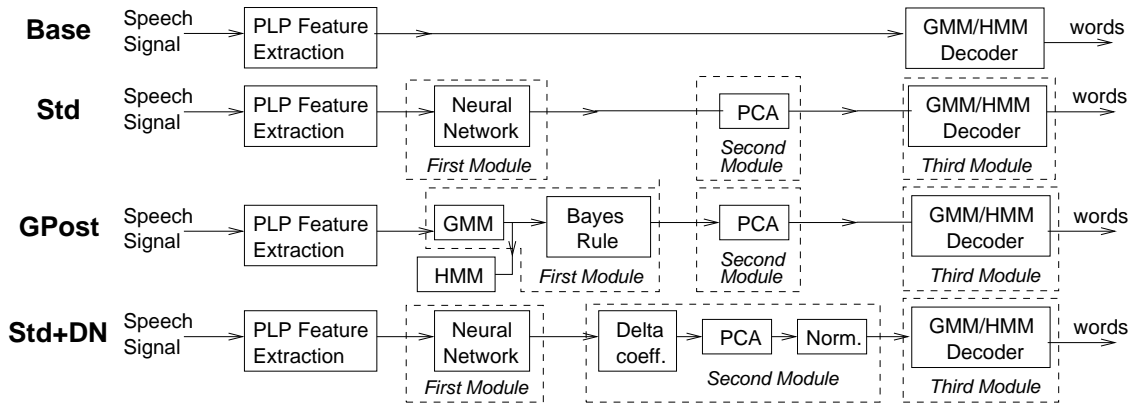 Base
Speech
Signal
PLP Feature
Extraction
GMM/HMM
Decoder
words
Std
Speech
Signal
PLP Feature
Extraction
Neural
Network
First Module
PCA
Second
Module
GMM/HMM
Decoder
Third Module
words
GPost
Speech
Signal
PLP Feature
Extraction
GMM
HMM
Bayes
Rule
First Module
PCA
Second
Module
GMM/HMM
Decoder
Third Module
words
Std+DN
Speech
Signal
PLP Feature
Extraction
Neural
Network
First Module
Delta
coeff.
PCA
Norm.
Second Module
GMM/HMM
Decoder
Third Module
words